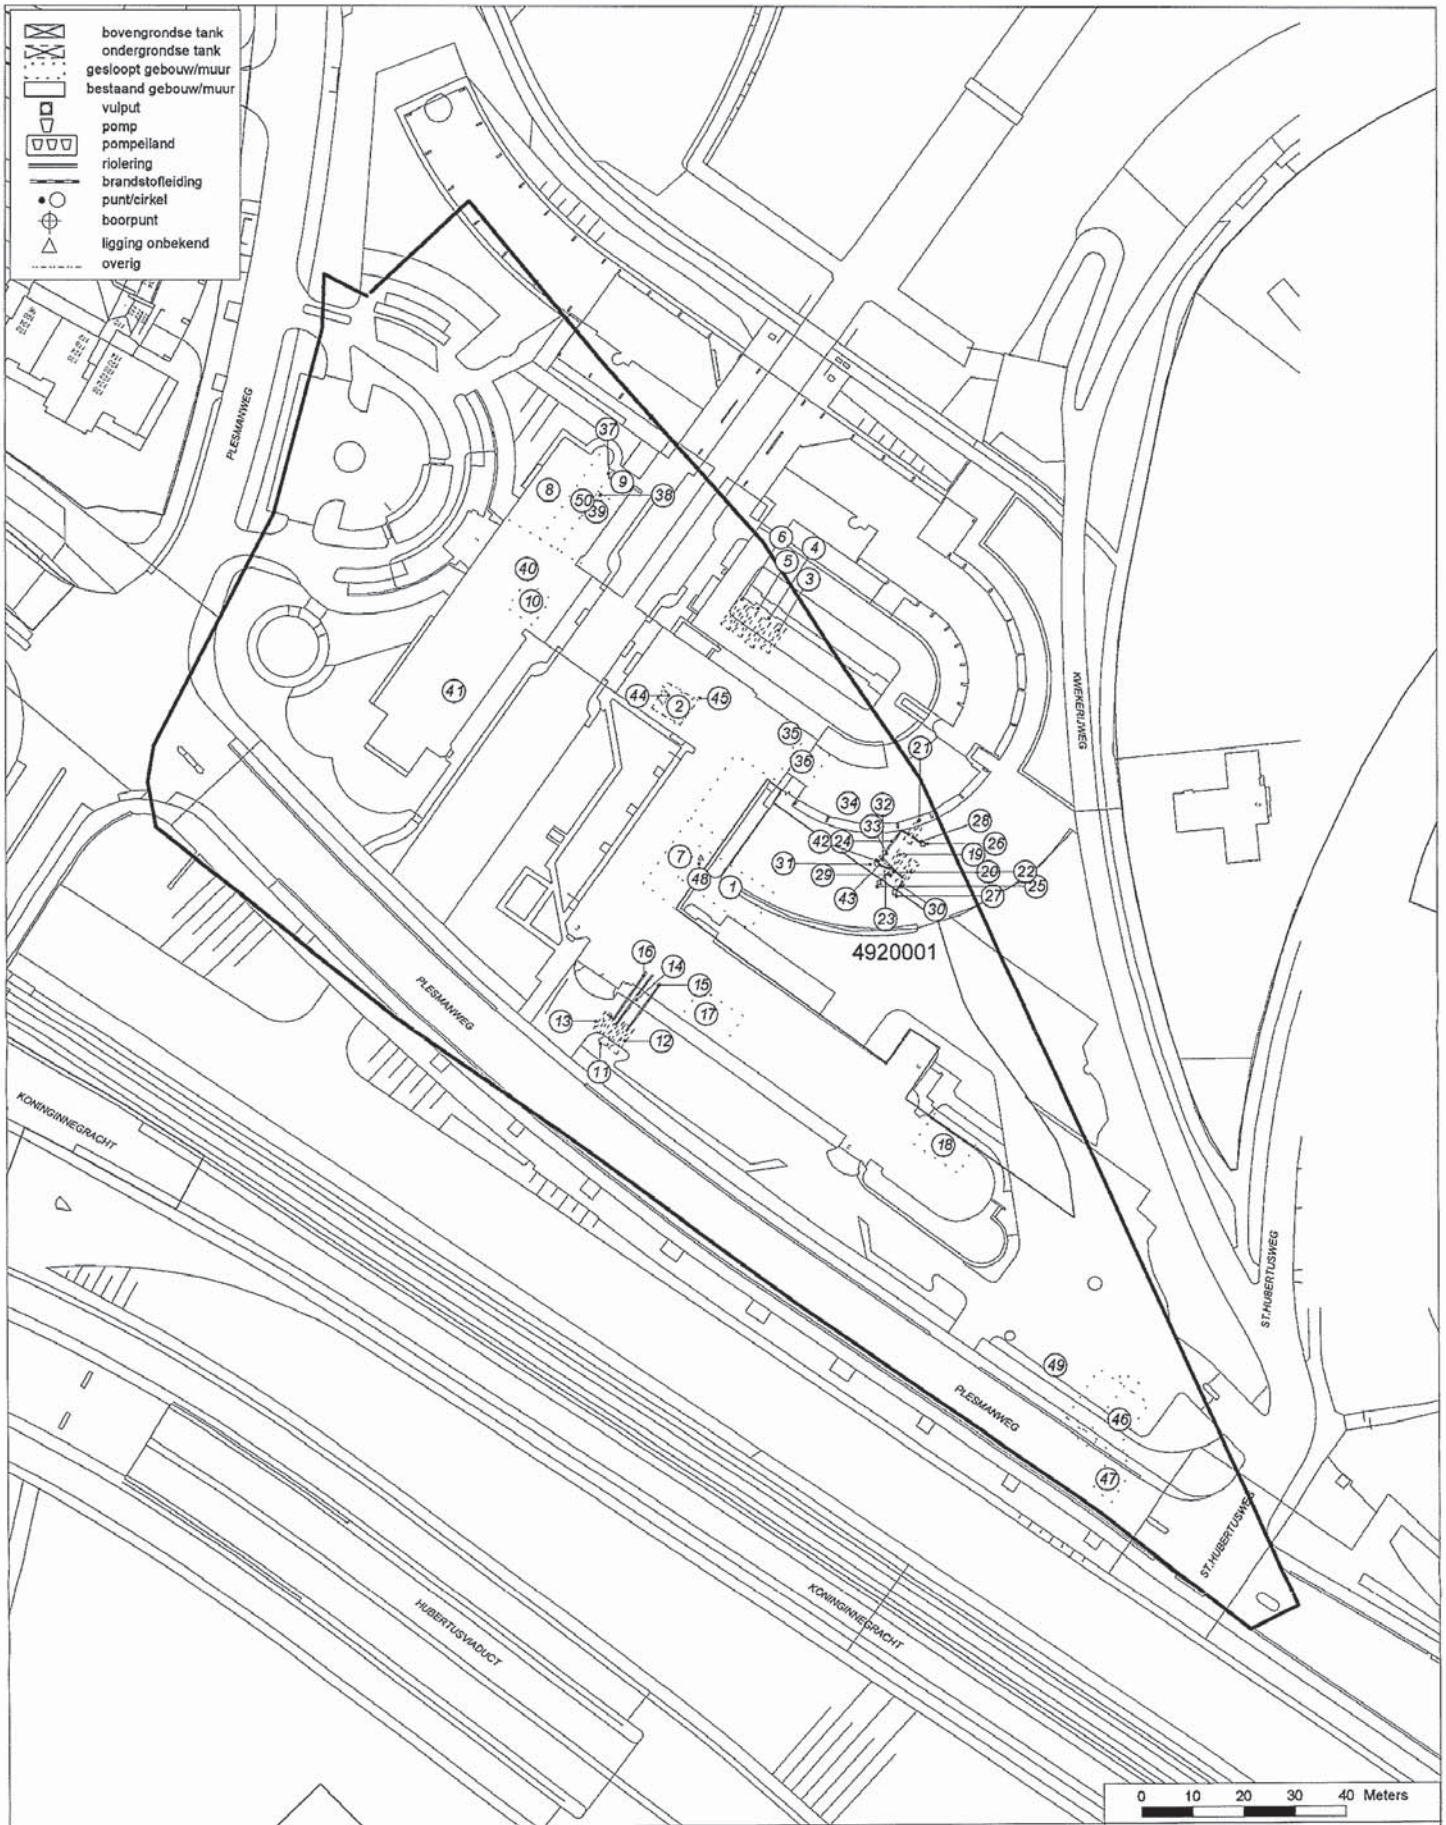 bovengrondse tank
ondergrondse tank
gesloopt gebouw/muur
bestaand gebouw/muur
vulput
pomp
pompeiland
riolering
brandstofleiding
punt/cirkel
boorpunt
ligging onbekend
overig
PLESMANWEG
37
8
9
50
39
38
6
4
5
3
40
10
41
44
2
45
KWEKERIJWEG
35
36
21
34
32
33
28
42
24
26
19
7
31
20
22
48
1
29
25
27
43
23
30
4920001
16
14
15
PLESMANWEG
13
17
12
11
KONINGINNEGRACHT
18
ST.HUBERTUSWEG
49
PLESMANWEG
46
47
ST.HUBERTUSWEG
HUBERTUSVIADUCT
KONINGINNEGRACHT
0 10 20 30 40 Meters